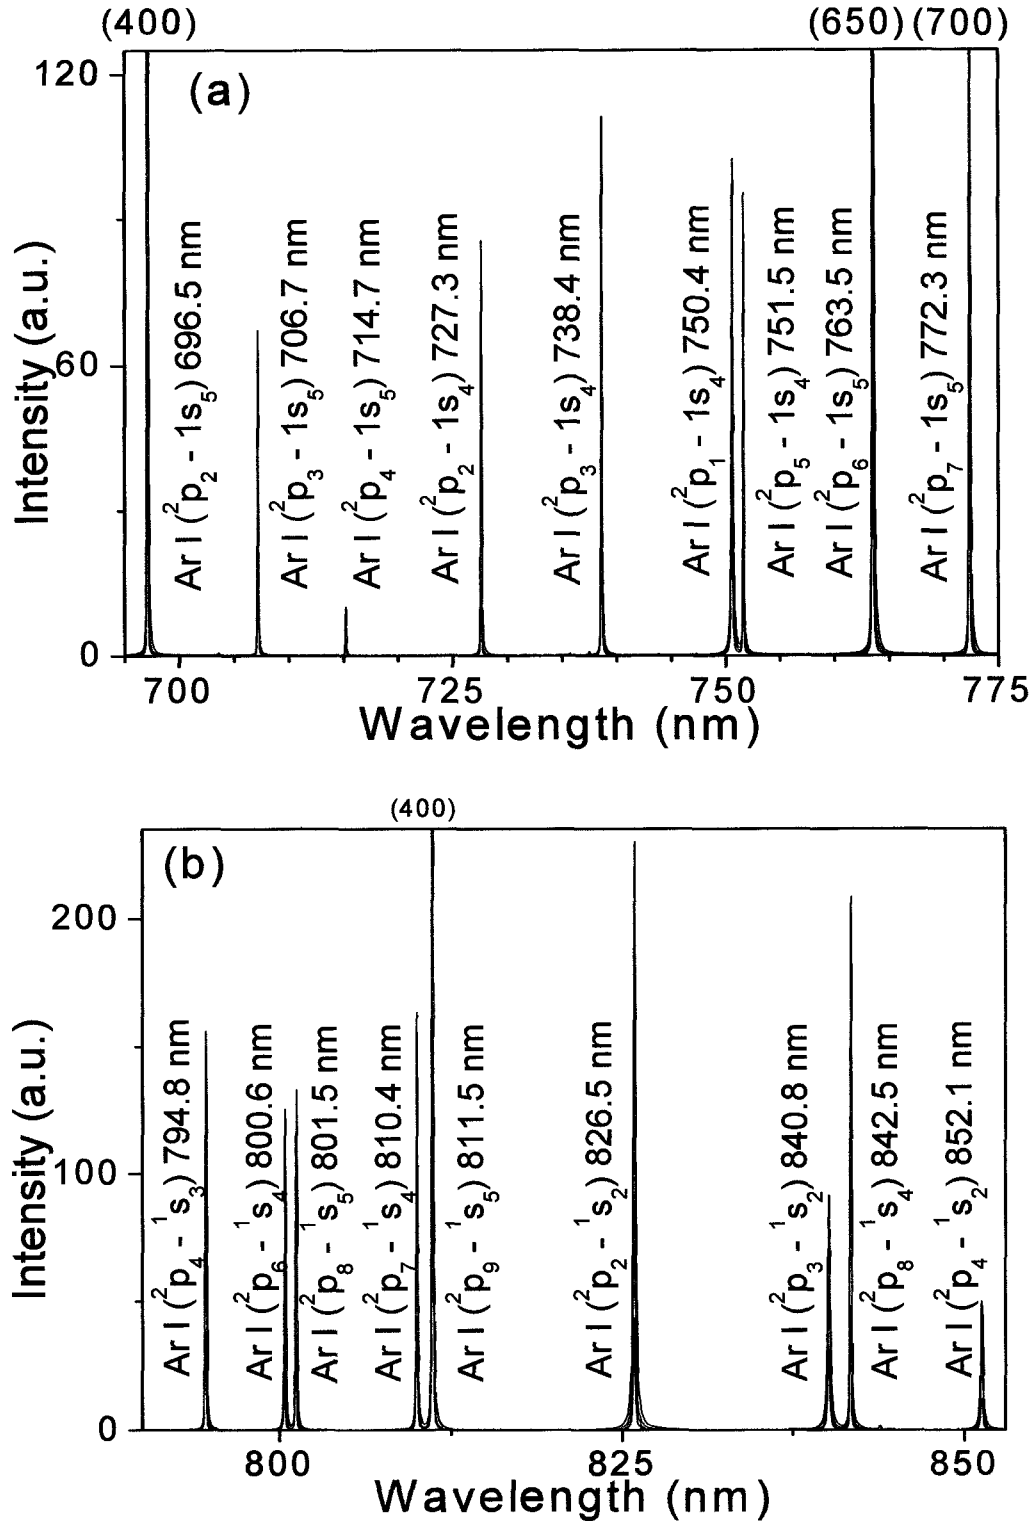 (400) (650) (700)
(a)
120
60
0
Intensity (a.u.)
Ar I (²p₂ - 1s₅) 696.5 nm
Ar I (²p₃ - 1s₅) 706.7 nm
Ar I (²p₄ - 1s₅) 714.7 nm
Ar I (²p₂ - 1s₄) 727.3 nm
Ar I (²p₃ - 1s₄) 738.4 nm
Ar I (²p₁ - 1s₄) 750.4 nm
Ar I (²p₅ - 1s₄) 751.5 nm
Ar I (²p₆ - 1s₅) 763.5 nm
Ar I (²p₇ - 1s₅) 772.3 nm
700 725 750 775
Wavelength (nm)
(400)
(b)
200
100
0
Intensity (a.u.)
Ar I (²p₄ - ¹s₃) 794.8 nm
Ar I (²p₆ - ¹s₄) 800.6 nm
Ar I (²p₈ - ¹s₅) 801.5 nm
Ar I (²p₇ - ¹s₄) 810.4 nm
Ar I (²p₉ - ¹s₅) 811.5 nm
Ar I (²p₂ - ¹s₂) 826.5 nm
Ar I (²p₃ - ¹s₂) 840.8 nm
Ar I (²p₈ - ¹s₄) 842.5 nm
Ar I (²p₄ - ¹s₂) 852.1 nm
800 825 850
Wavelength (nm)